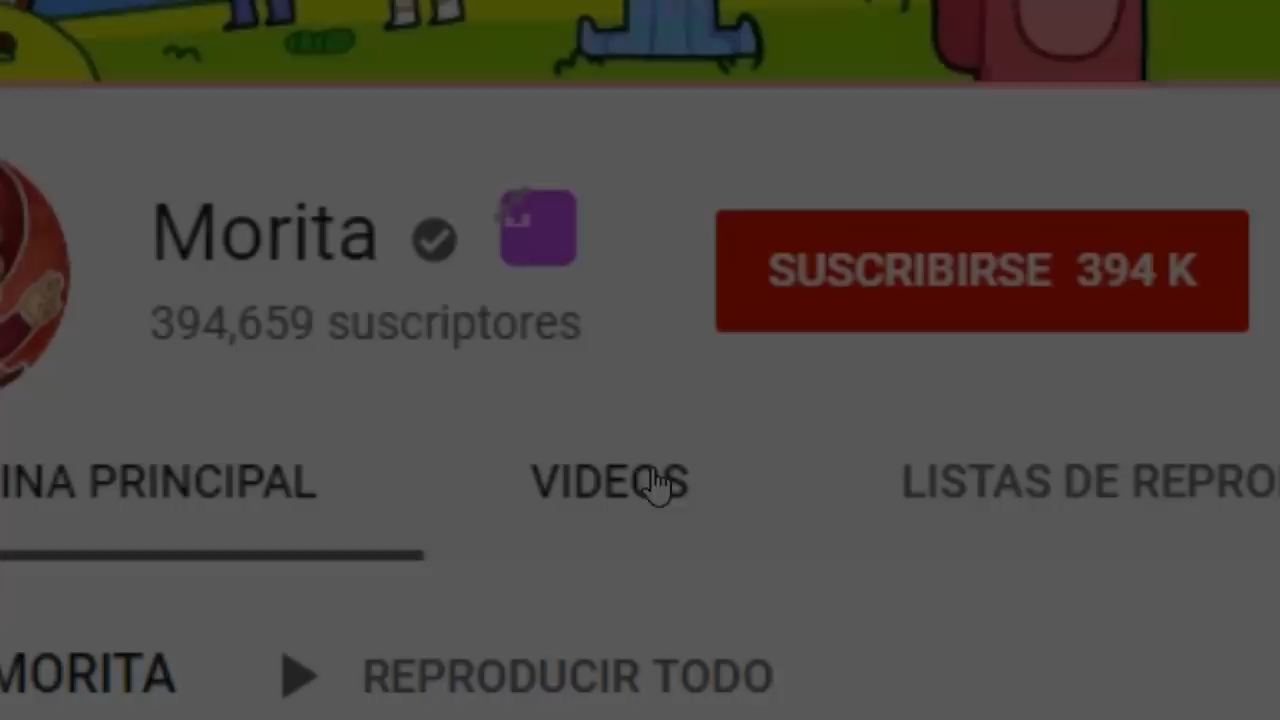 Morita
SUSCRIBIRSE 394 K
394,659 suscriptores
INA PRINCIPAL
VIDEOS
LISTAS DE REPRO
MORITA
REPRODUCIR TODO